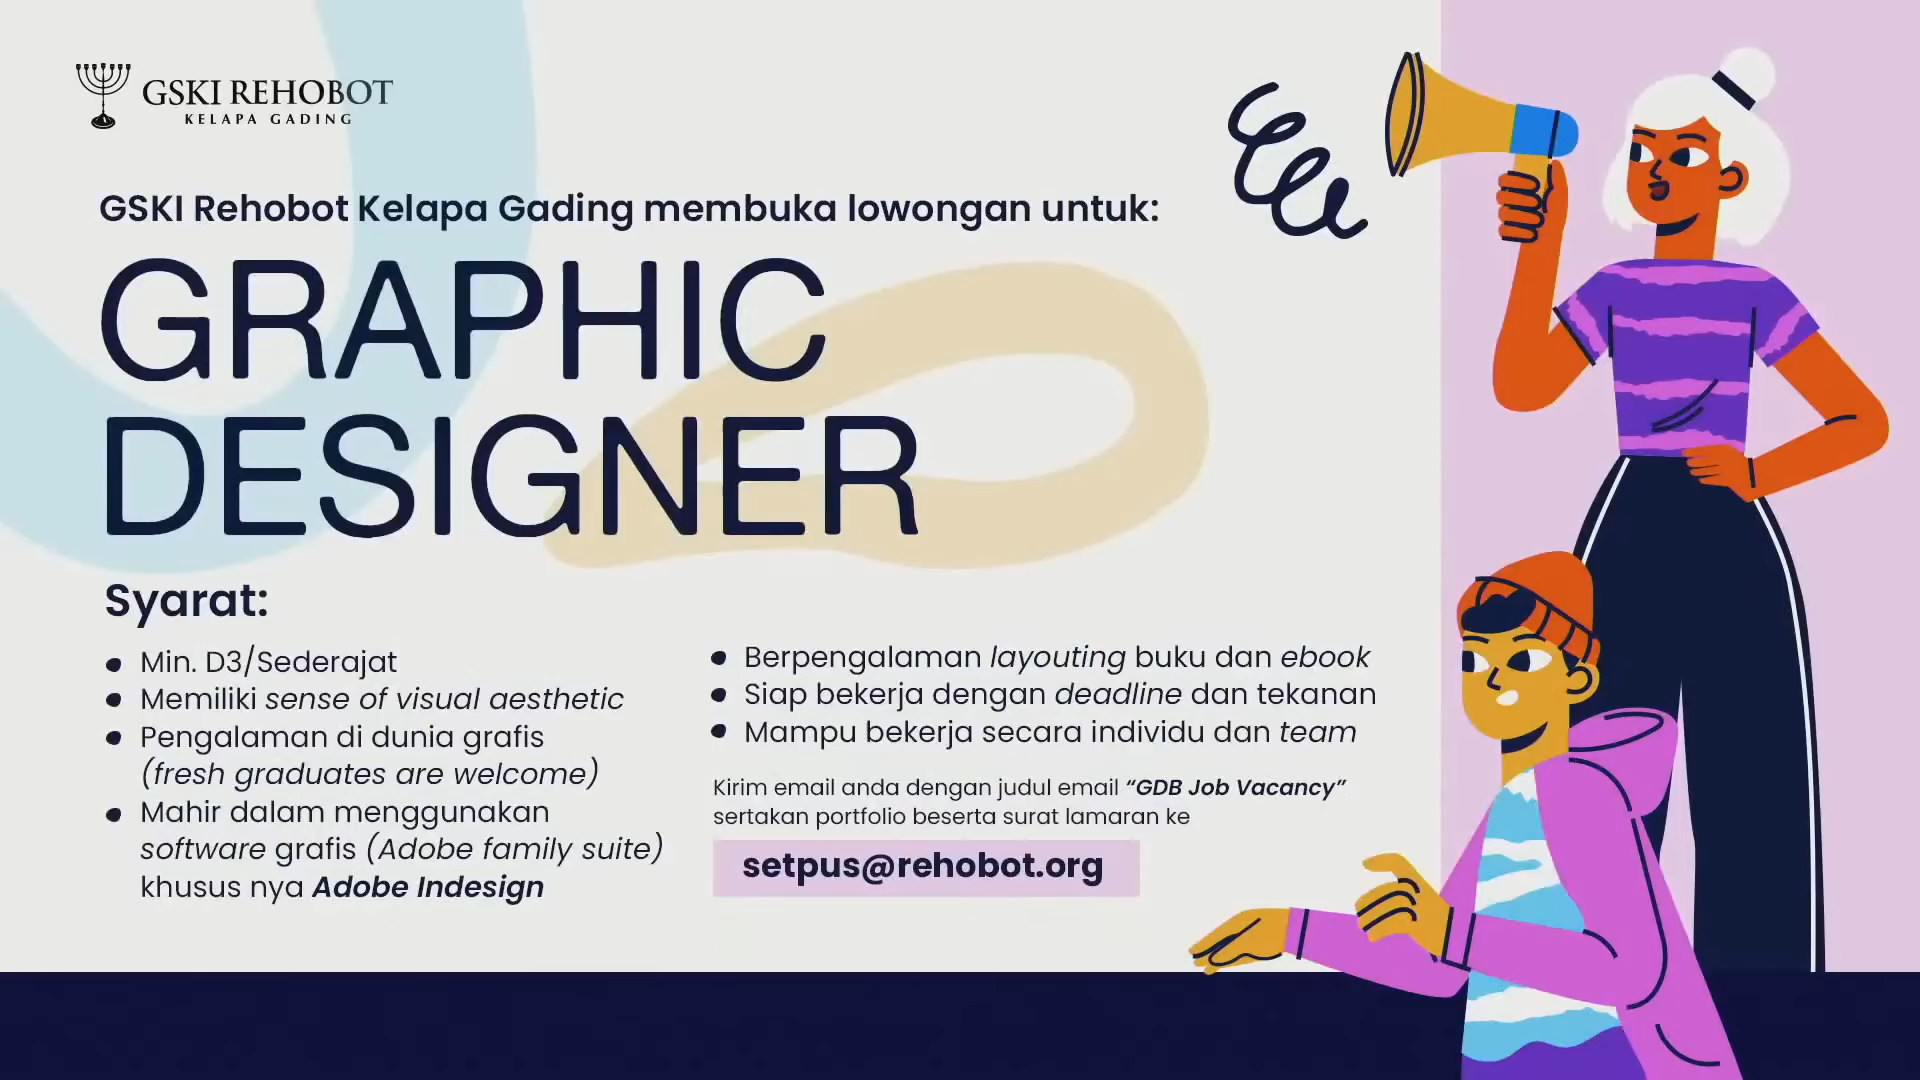 GSKI REHOBOT
KELAPA GADING
GSKI Rehobot Kelapa Gading membuka lowongan untuk:
GRAPHIC
DESIGNER
Syarat:
Min. D3/Sederajat
Memiliki sense of visual aesthetic
Pengalaman di dunia grafis
(fresh graduates are welcome)
Mahir dalam menggunakan
software grafis (Adobe family suite)
khusus nya Adobe Indesign
Berpengalaman layouting buku dan ebook
Siap bekerja dengan deadline dan tekanan
Mampu bekerja secara individu dan team
Kirim email anda dengan judul email “GDB Job Vacancy”
sertakan portfolio beserta surat lamaran ke
setpus@rehobot.org